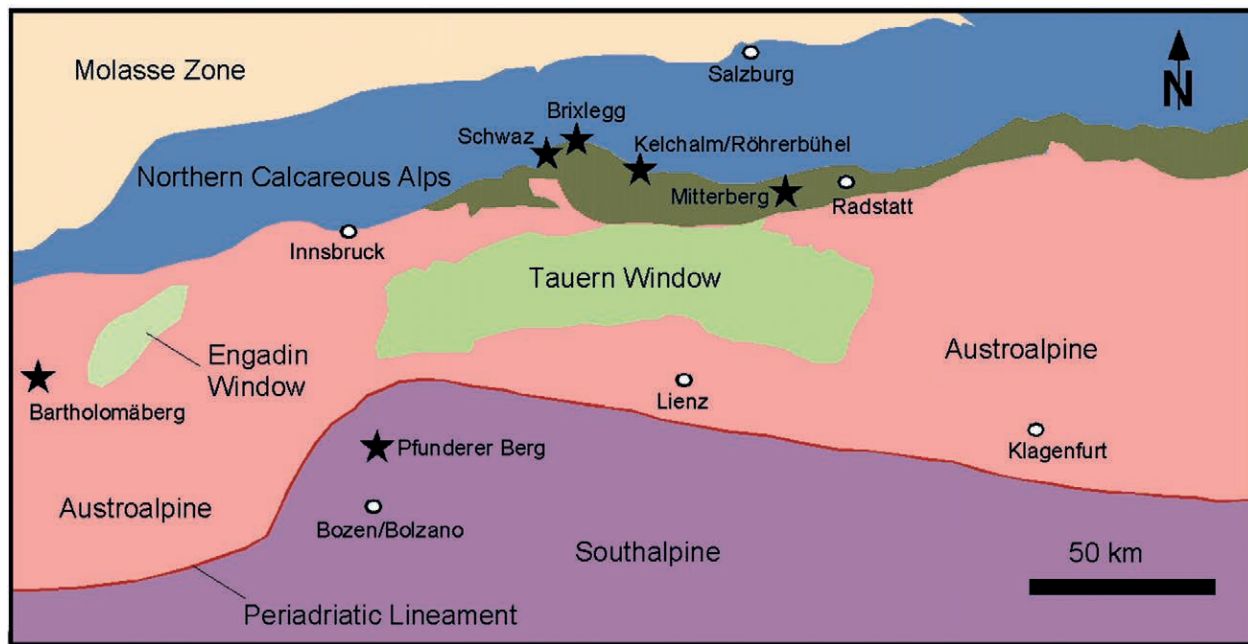 Molasse Zone
Salzburg
N
Brixlegg
Schwaz
Kelchalm/Röhrerbühel
Northern Calcareous Alps
Mitterberg
Radstatt
Innsbruck
Tauern Window
Engadin
Window
Austroalpine
Bartholomäberg
Lienz
Klagenfurt
Pfunderer Berg
Austroalpine
Bozen/Bolzano
Southalpine
50 km
Periadriatic Lineament